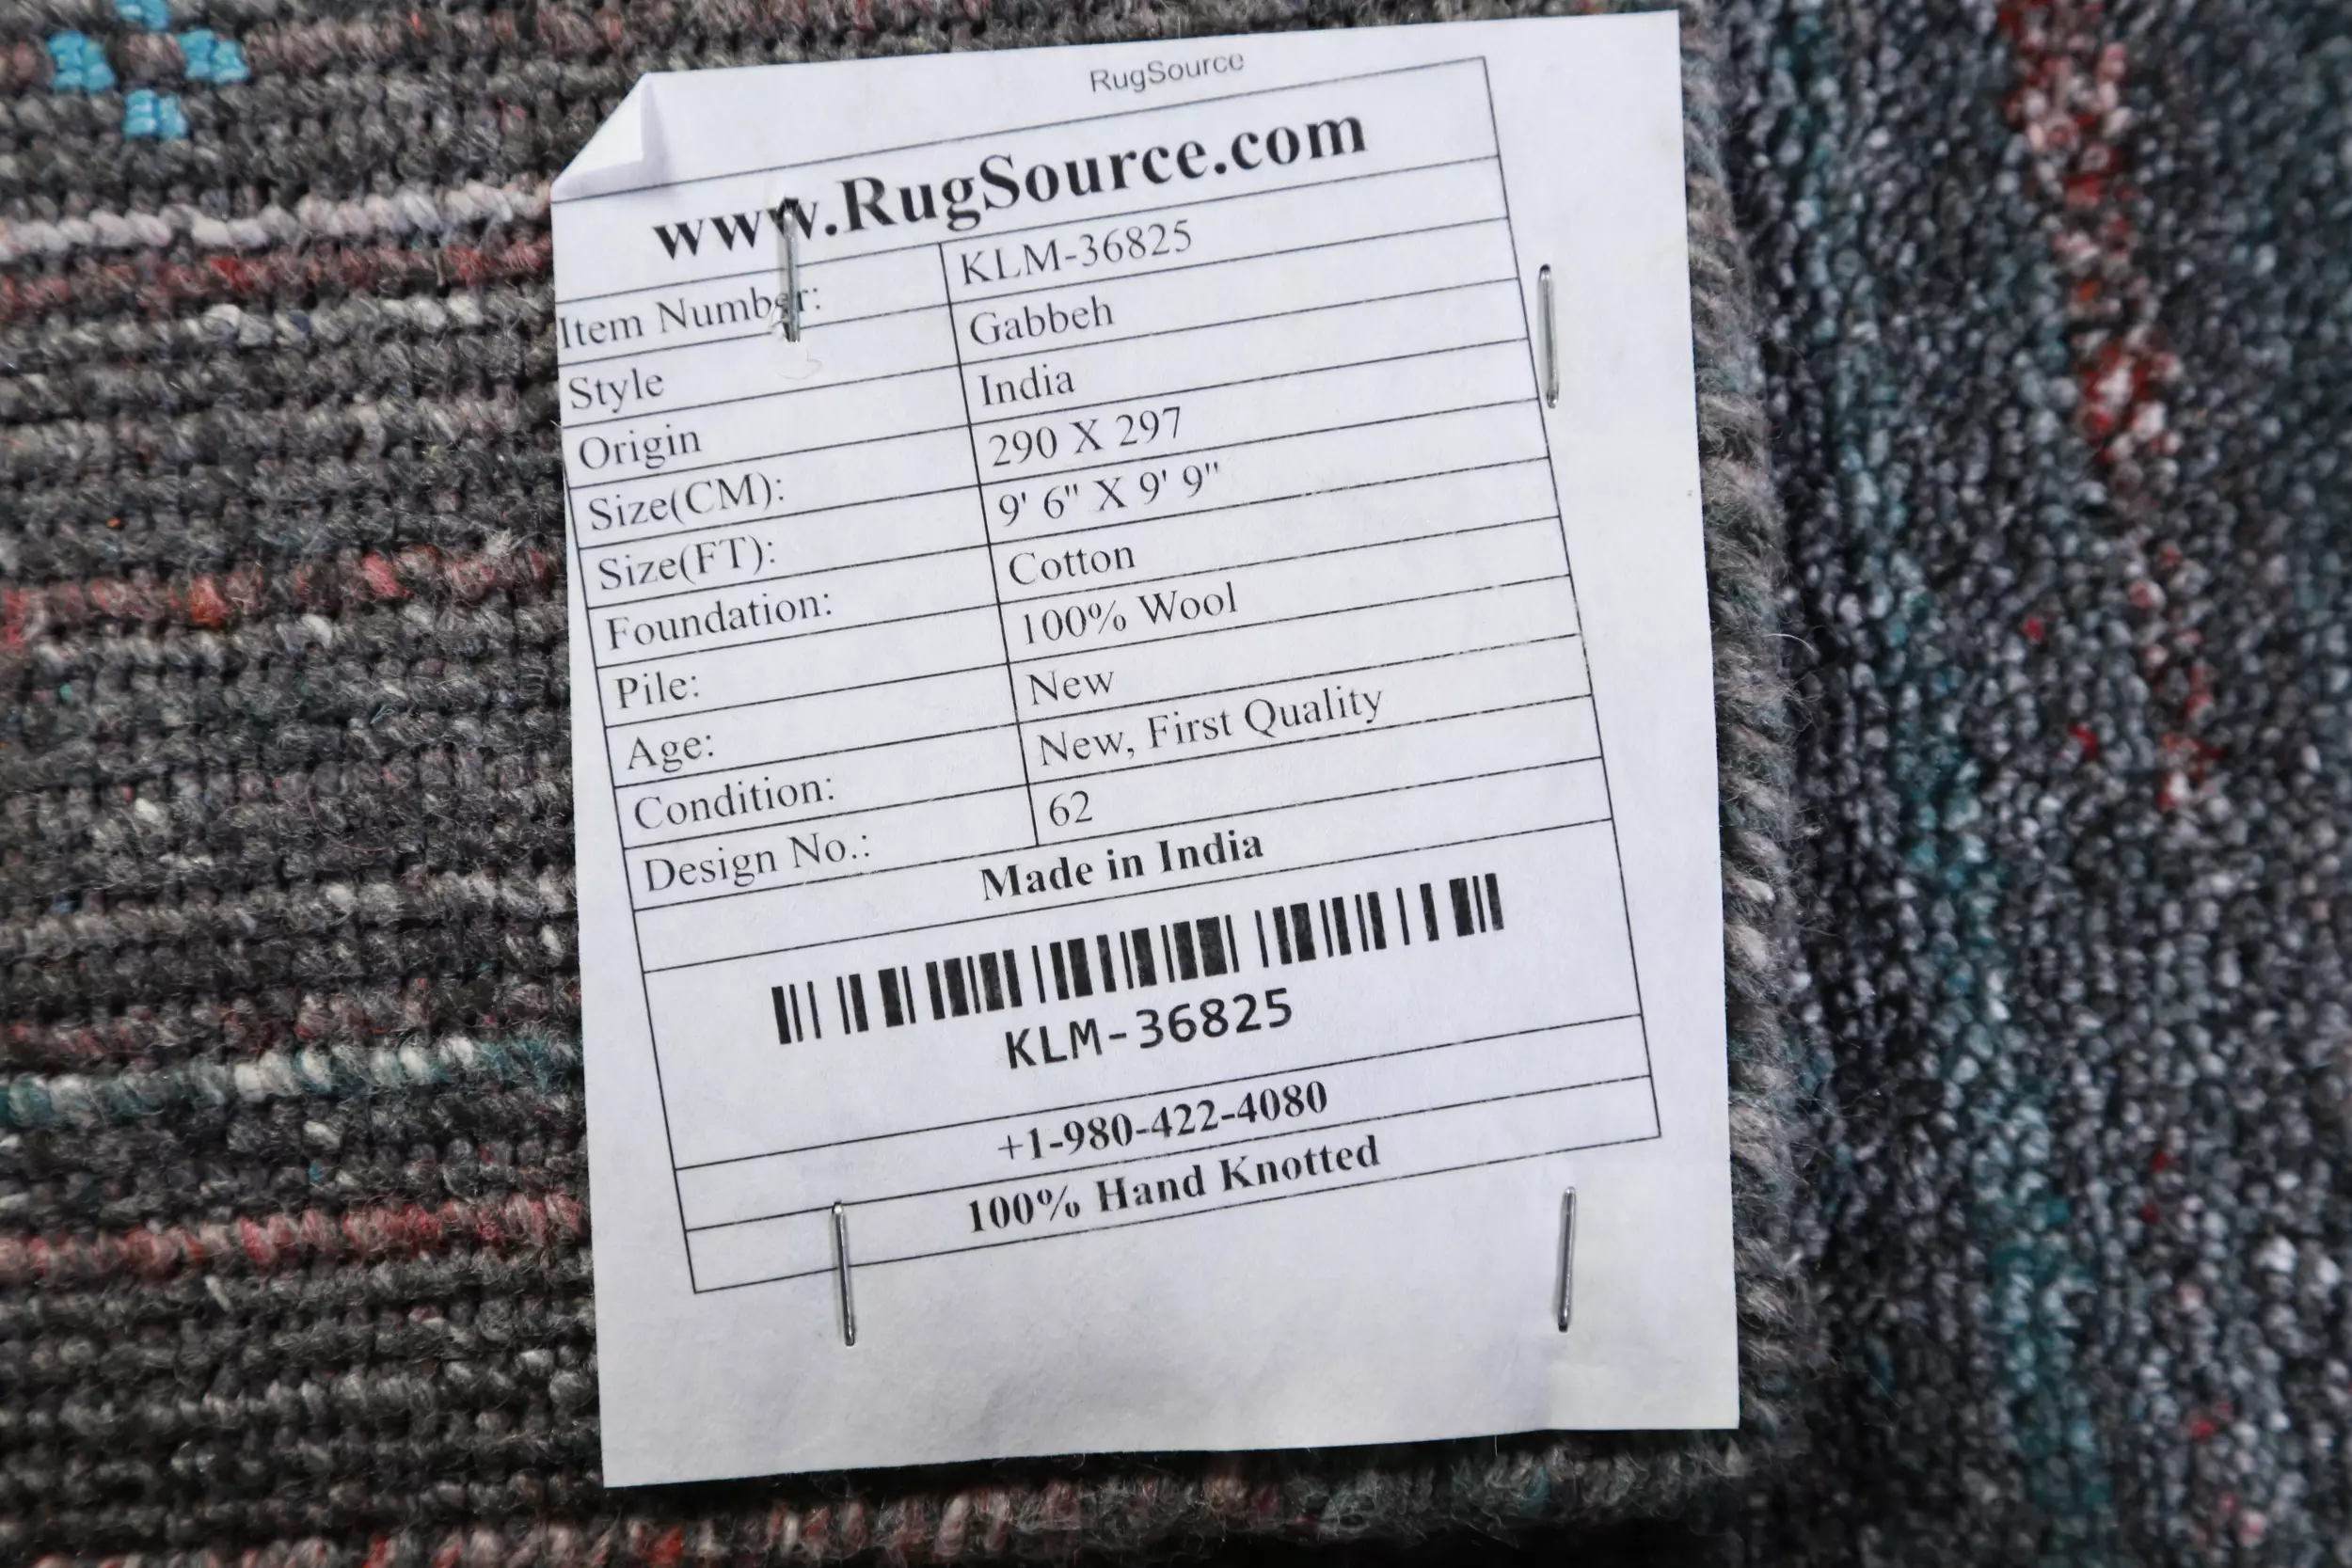 RugSource
www.RugSource.com
Item Number: KLM-36825
Style Gabbeh
Origin India
Size(CM): 290 X 297
Size(FT): 9' 6" X 9' 9"
Foundation: Cotton
Pile: 100% Wool
Age: New
Condition: New, First Quality
Design No.: 62
Made in India
KLM-36825
+1-980-422-4080
100% Hand Knotted